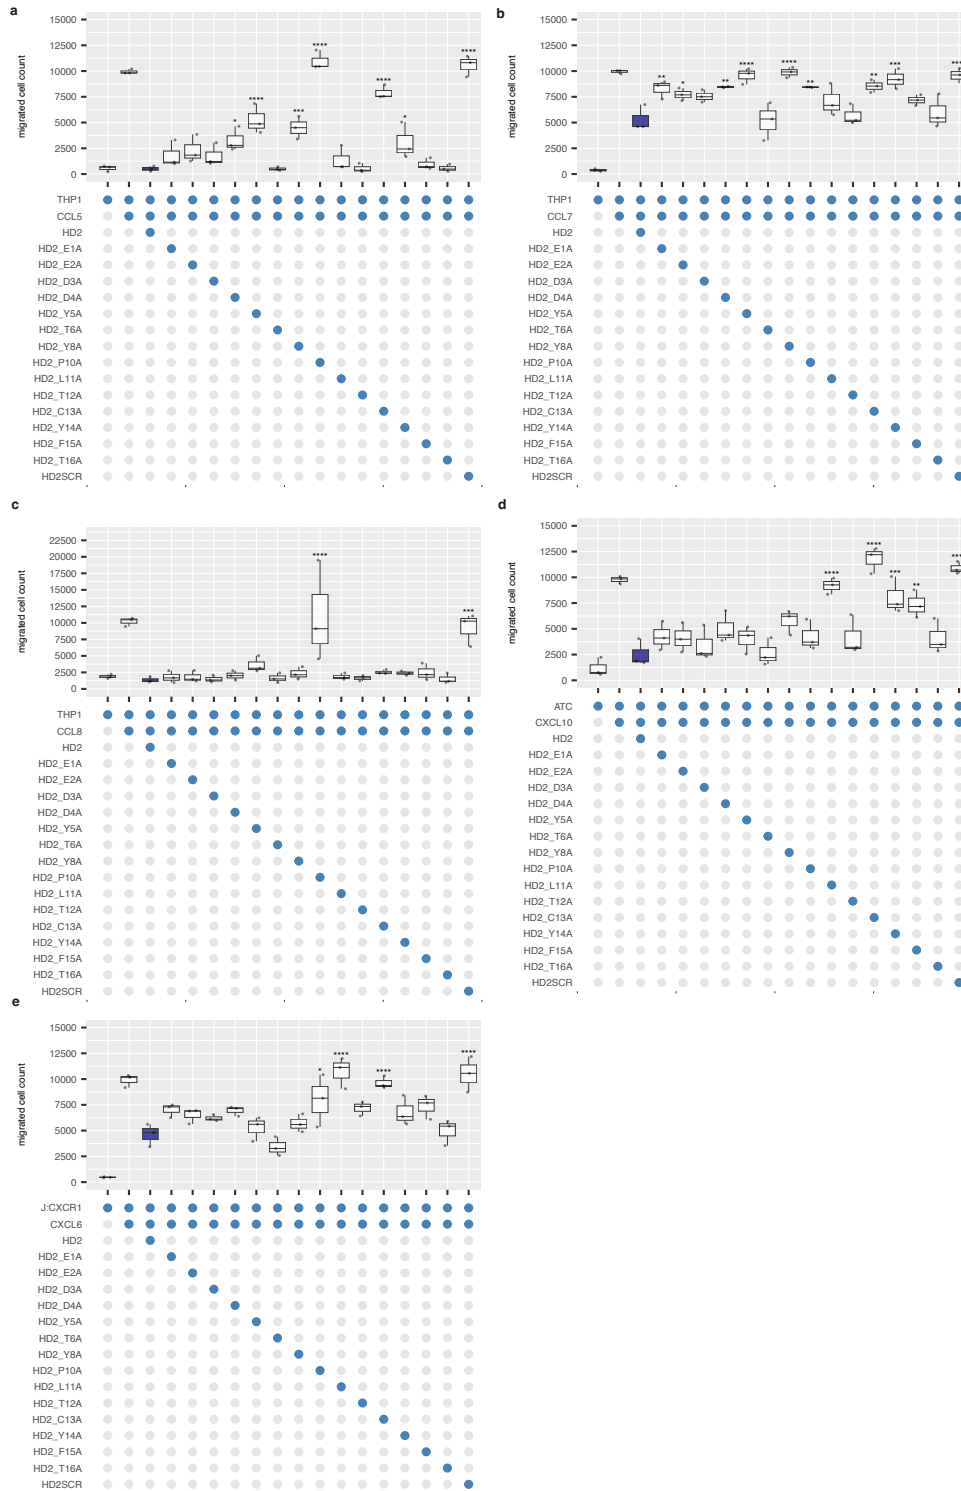 a
15000
12500
10000
7500
5000
2500
0
migrated cell count
****
****
***
*
****
*
****
THP1
CCL5
HD2
HD2_E1A
HD2_E2A
HD2_D3A
HD2_D4A
HD2_Y5A
HD2_T6A
HD2_Y8A
HD2_P10A
HD2_L11A
HD2_T12A
HD2_C13A
HD2_Y14A
HD2_F15A
HD2_T16A
HD2SCR
b
15000
12500
10000
7500
5000
2500
0
migrated cell count
**
*
**
****
****
**
**
***
THP1
CCL7
HD2
HD2_E1A
HD2_E2A
HD2_D3A
HD2_D4A
HD2_Y5A
HD2_T6A
HD2_Y8A
HD2_P10A
HD2_L11A
HD2_T12A
HD2_C13A
HD2_Y14A
HD2_F15A
HD2_T16A
HD2SCR
c
22500
20000
17500
15000
12500
10000
7500
5000
2500
0
migrated cell count
****
***
THP1
CCL8
HD2
HD2_E1A
HD2_E2A
HD2_D3A
HD2_D4A
HD2_Y5A
HD2_T6A
HD2_Y8A
HD2_P10A
HD2_L11A
HD2_T12A
HD2_C13A
HD2_Y14A
HD2_F15A
HD2_T16A
HD2SCR
d
15000
12500
10000
7500
5000
2500
0
migrated cell count
****
****
***
**
ATC
CXCL10
HD2
HD2_E1A
HD2_E2A
HD2_D3A
HD2_D4A
HD2_Y5A
HD2_T6A
HD2_Y8A
HD2_P10A
HD2_L11A
HD2_T12A
HD2_C13A
HD2_Y14A
HD2_F15A
HD2_T16A
HD2SCR
e
15000
12500
10000
7500
5000
2500
0
migrated cell count
*
****
****
****
J:CXCR1
CXCL6
HD2
HD2_E1A
HD2_E2A
HD2_D3A
HD2_D4A
HD2_Y5A
HD2_T6A
HD2_Y8A
HD2_P10A
HD2_L11A
HD2_T12A
HD2_C13A
HD2_Y14A
HD2_F15A
HD2_T16A
HD2SCR